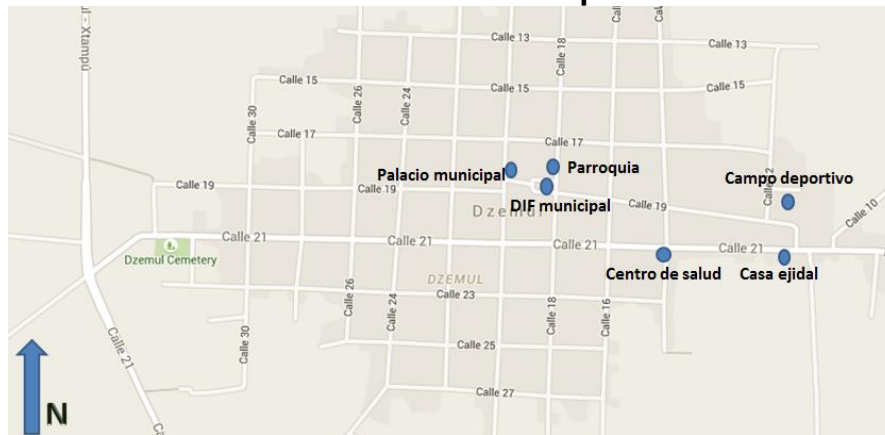 ul - Xtampú
Calle 13
Calle 18
Calle 13
Calle 15
Calle 26
Calle 24
Calle 15
Calle 15
Calle 30
Calle 17
Calle 17
Palacio municipal
Parroquia
Campo deportivo
Calle 19
Calle 19
DIF municipal
Calle 19
Calle 10
Dzemul
Calle 21
Calle 21
Calle 21
Calle 21
Dzemul Cemetery
DZEMUL
Centro de salud
Casa ejidal
Calle 26
Calle 24
Calle 23
Calle 18
Calle 16
Calle 30
Calle 21
Calle 25
Calle 27
N